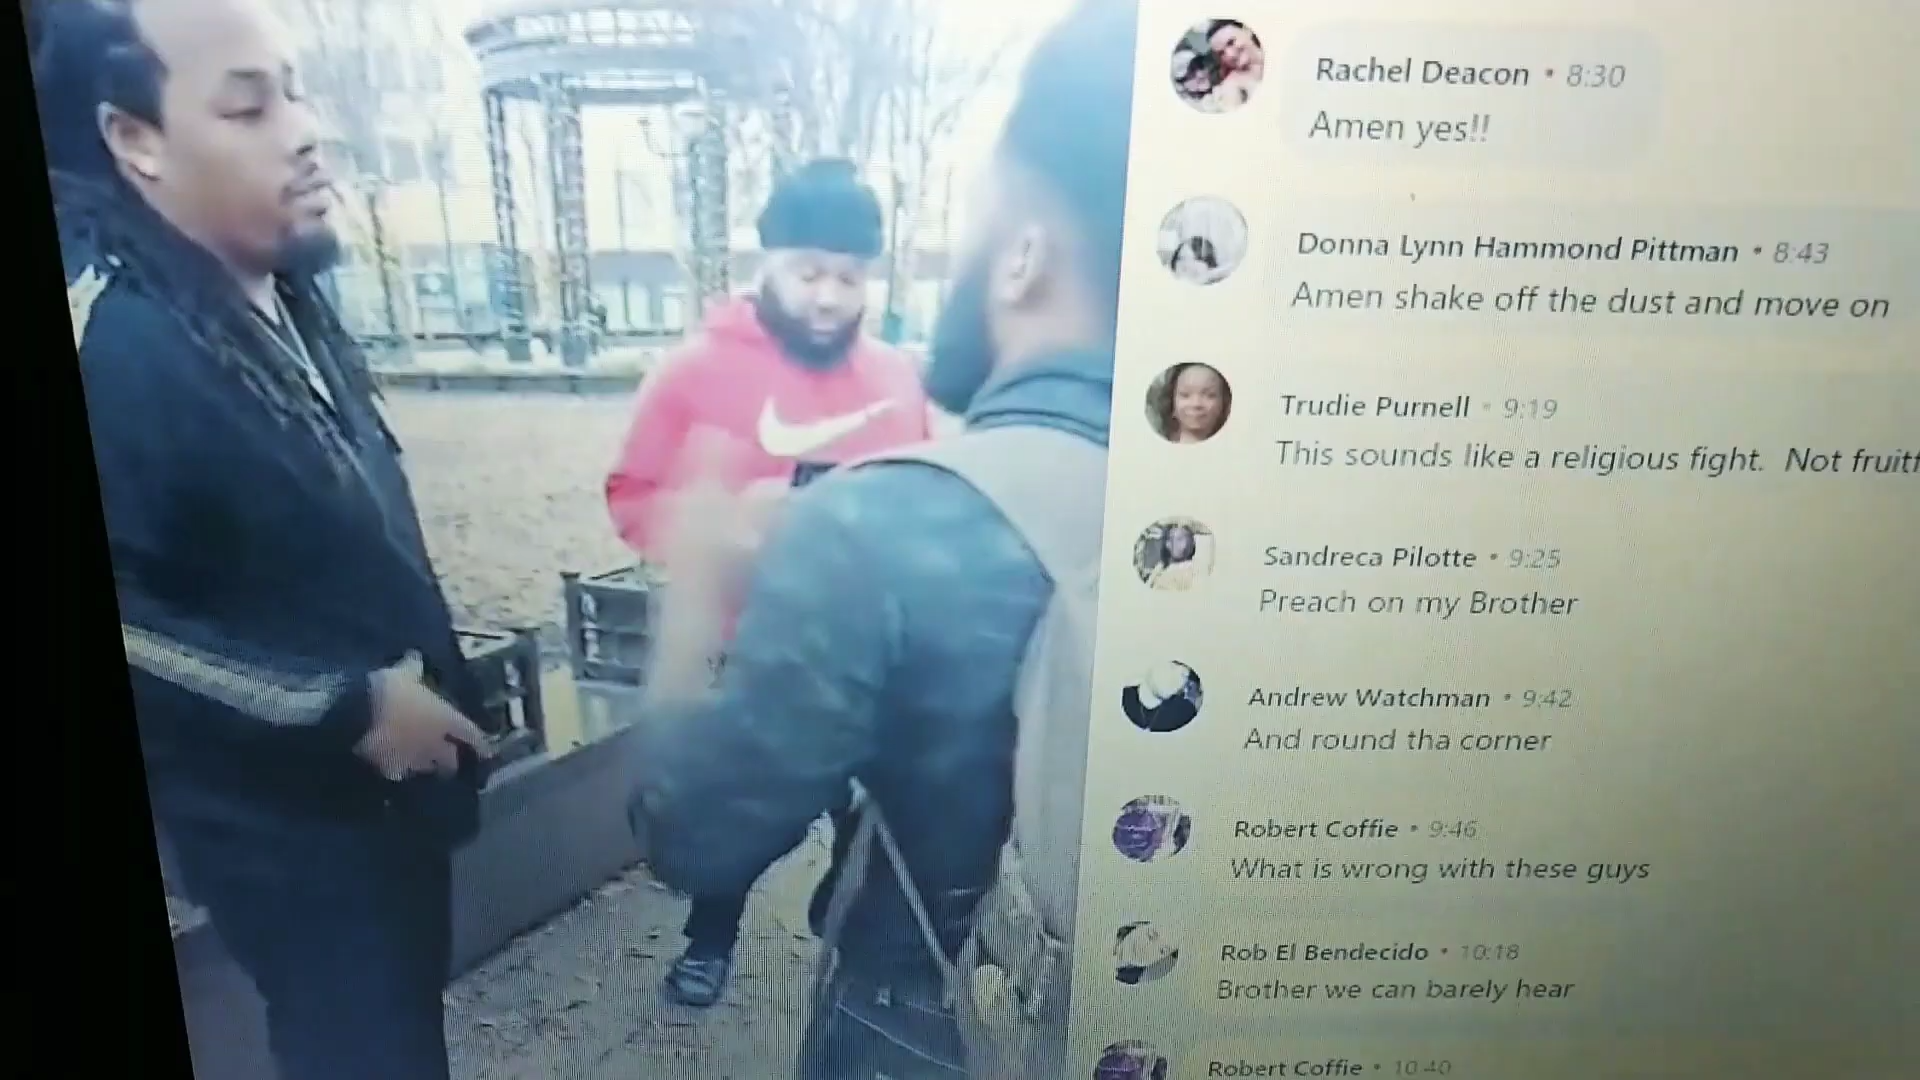 Rachel Deacon • 8:30
Amen yes!!
Donna Lynn Hammond Pittman • 8:43
Amen shake off the dust and move on
Trudie Purnell • 9:19
This sounds like a religious fight. Not fruitf
Sandreca Pilotte • 9:25
Preach on my Brother
Andrew Watchman • 9:42
And round tha corner
Robert Coffie • 9:46
What is wrong with these guys
Rob El Bendecido • 10:18
Brother we can barely hear
Robert Coffie • 10:40